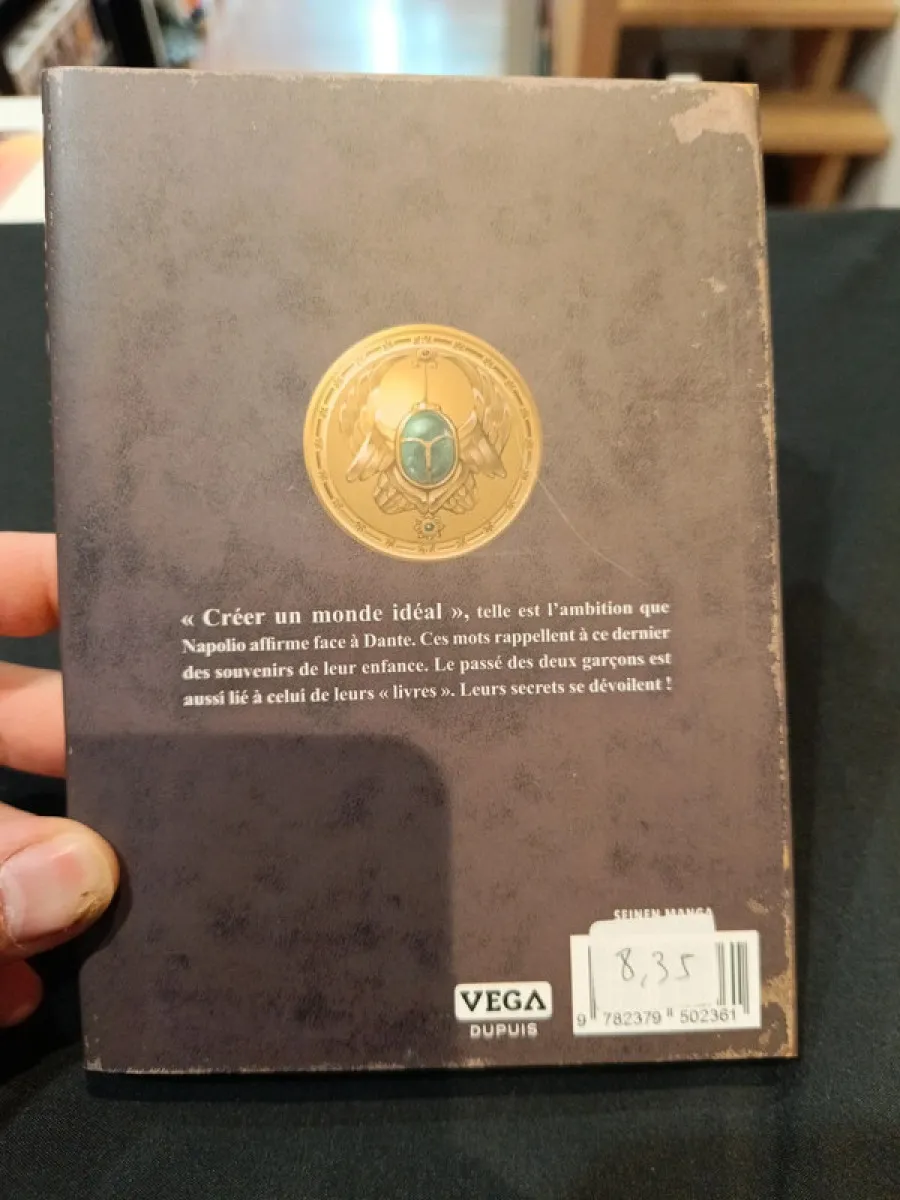 « Créer un monde idéal », telle est l'ambition que
Napolio affirme face à Dante. Ces mots rappellent à ce dernier
des souvenirs de leur enfance. Le passé des deux garçons est
aussi lié à celui de leurs « livres ». Leurs secrets se dévoilent !
SEINEN MANGA
8,35
VEGA
DUPUIS
9 782379 502361